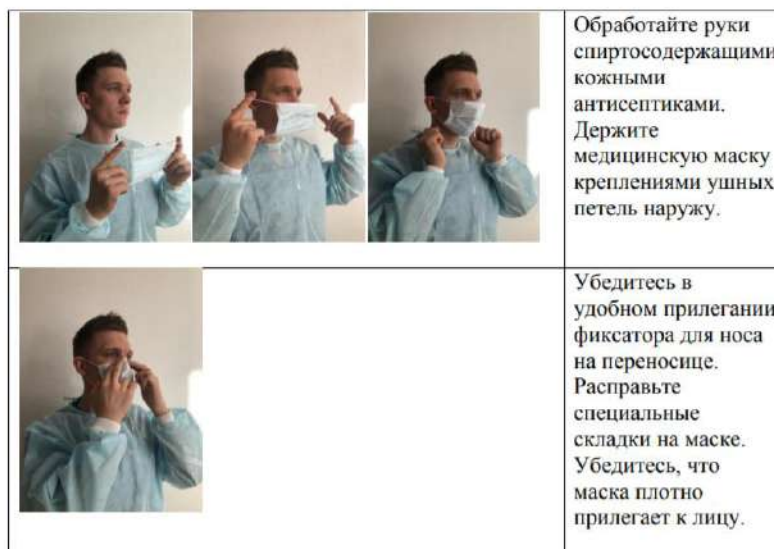 Обработайте руки
спиртосодержащими
кожными
антисептиками.
Держите
медицинскую маску
креплениями ушных
петель наружу.
Убедитесь в
удобном прилегании
фиксатора для носа
на переносице.
Расправьте
специальные
складки на маске.
Убедитесь, что
маска плотно
прилегает к лицу.